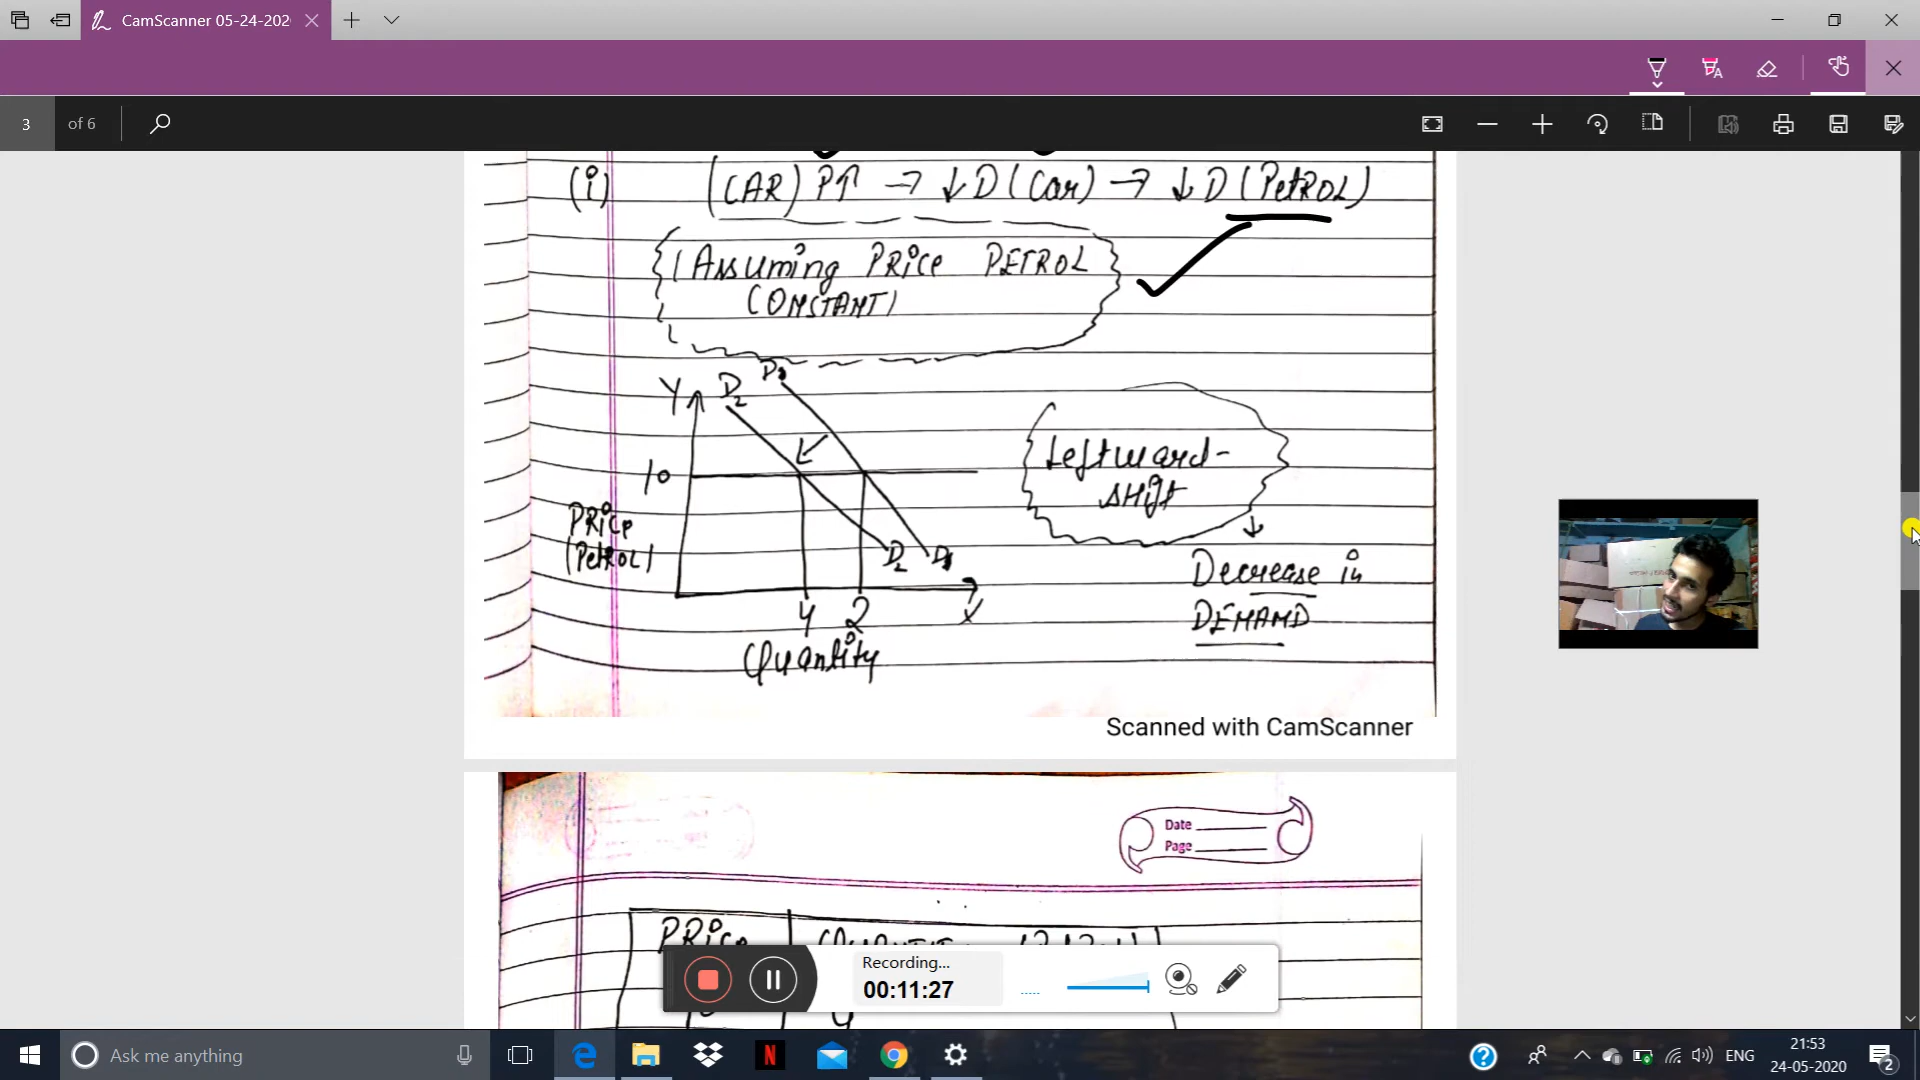 CamScanner 05-24-202
3 of 6
(i) (CAR) P↑ → ↓ D (Car) → ↓ D (PetROL)
(Assuming PRice PETROL
CONSTANT)
Y D2 D1
10
PRice
(PetROL)
D2 D1
4 2 X
Quantity
Leftward-
SHift
Decrease in
DEMAND
Scanned with CamScanner
Date
Page
PRice
Recording...
00:11:27
4
Ask me anything
ENG
21:53
24-05-2020
2